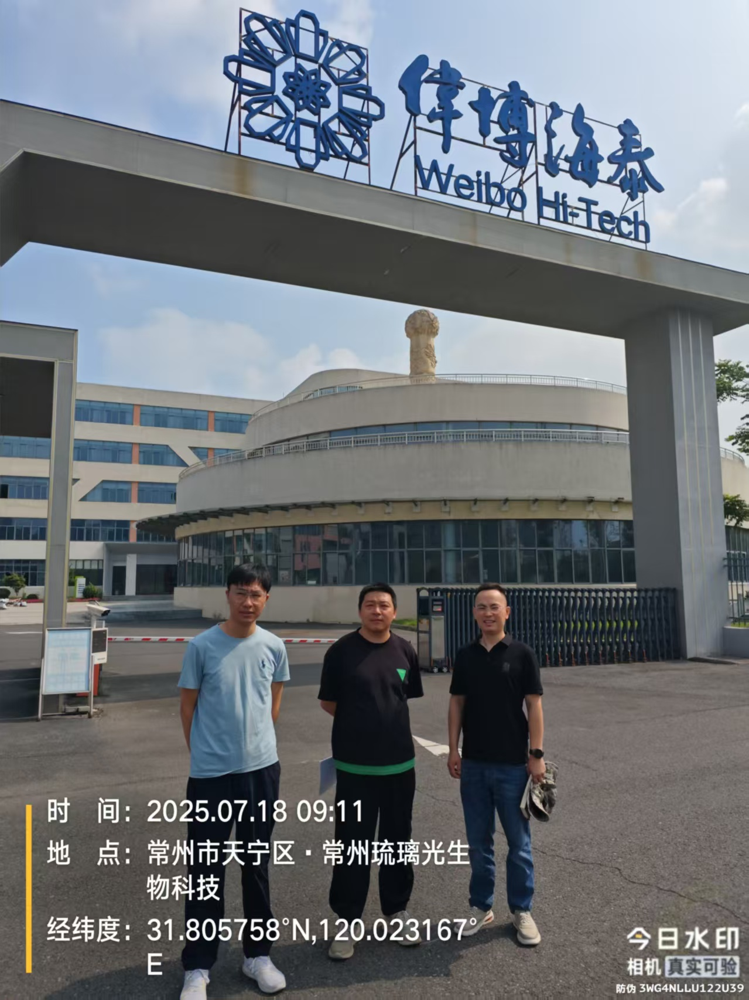 偉博海泰
Weibo Hi-Tech
时 间：2025.07.18 09:11
地 点：常州市天宁区·常州琉璃光生
物科技
经纬度：31.805758°N,120.023167°
E
今日水印
相机 真实可验
防伪 3WG4NLLU122U39